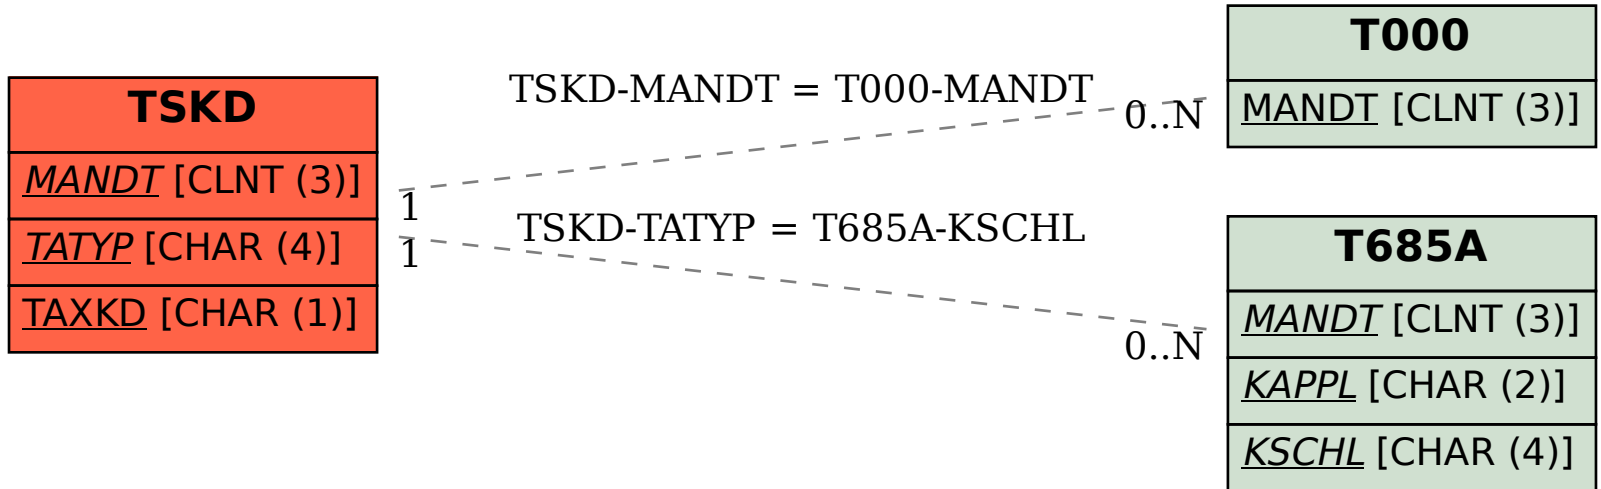 TSKD
MANDT [CLNT (3)]
TATYP [CHAR (4)]
TAXKD [CHAR (1)]
TSKD-MANDT = T000-MANDT
0..N
1
TSKD-TATYP = T685A-KSCHL
1
0..N
T000
MANDT [CLNT (3)]
T685A
MANDT [CLNT (3)]
KAPPL [CHAR (2)]
KSCHL [CHAR (4)]